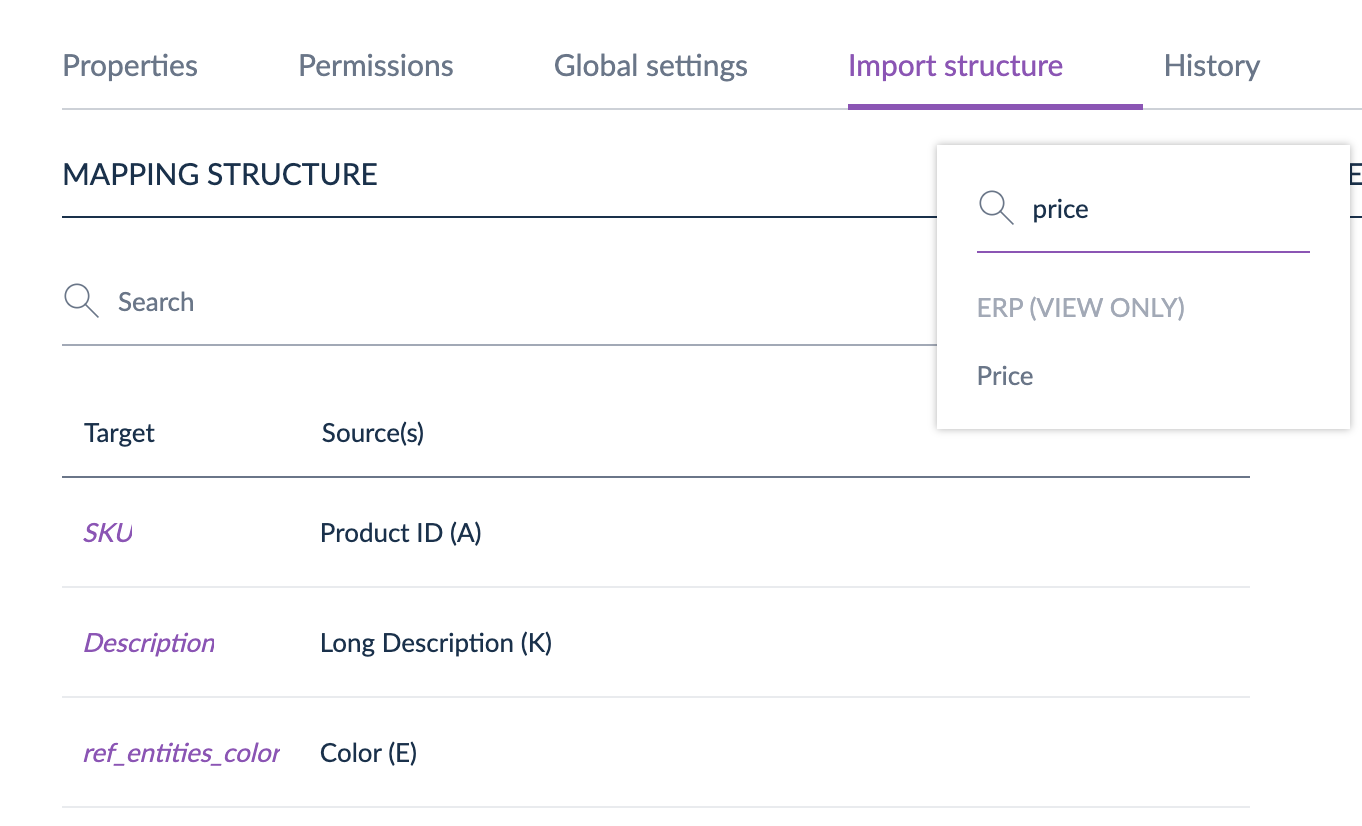 Properties Permissions Global settings Import structure History
MAPPING STRUCTURE
price
Search
ERP (VIEW ONLY)
Price
Target Source(s)
SKU Product ID (A)
Description Long Description (K)
ref_entities_color Color (E)